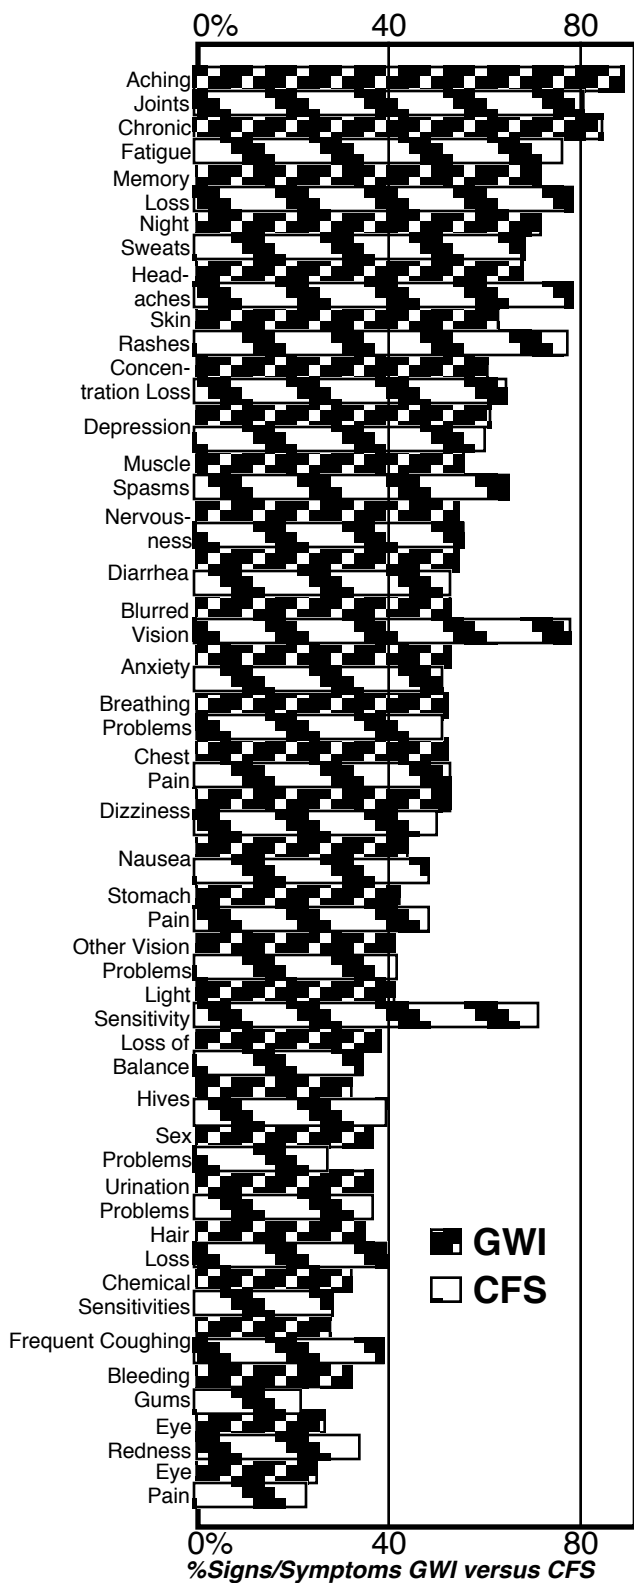 0% 40 80
Aching
Joints
Chronic
Fatigue
Memory
Loss
Night
Sweats
Head-
aches
Skin
Rashes
Concen-
tration Loss
Depression
Muscle
Spasms
Nervous-
ness
Diarrhea
Blurred
Vision
Anxiety
Breathing
Problems
Chest
Pain
Dizziness
Nausea
Stomach
Pain
Other Vision
Problems
Light
Sensitivity
Loss of
Balance
Hives
Sex
Problems
Urination
Problems
Hair
Loss
GWI
Chemical
Sensitivities
CFS
Frequent Coughing
Bleeding
Gums
Eye
Redness
Eye
Pain
0% 40 80
%Signs/Symptoms GWI versus CFS